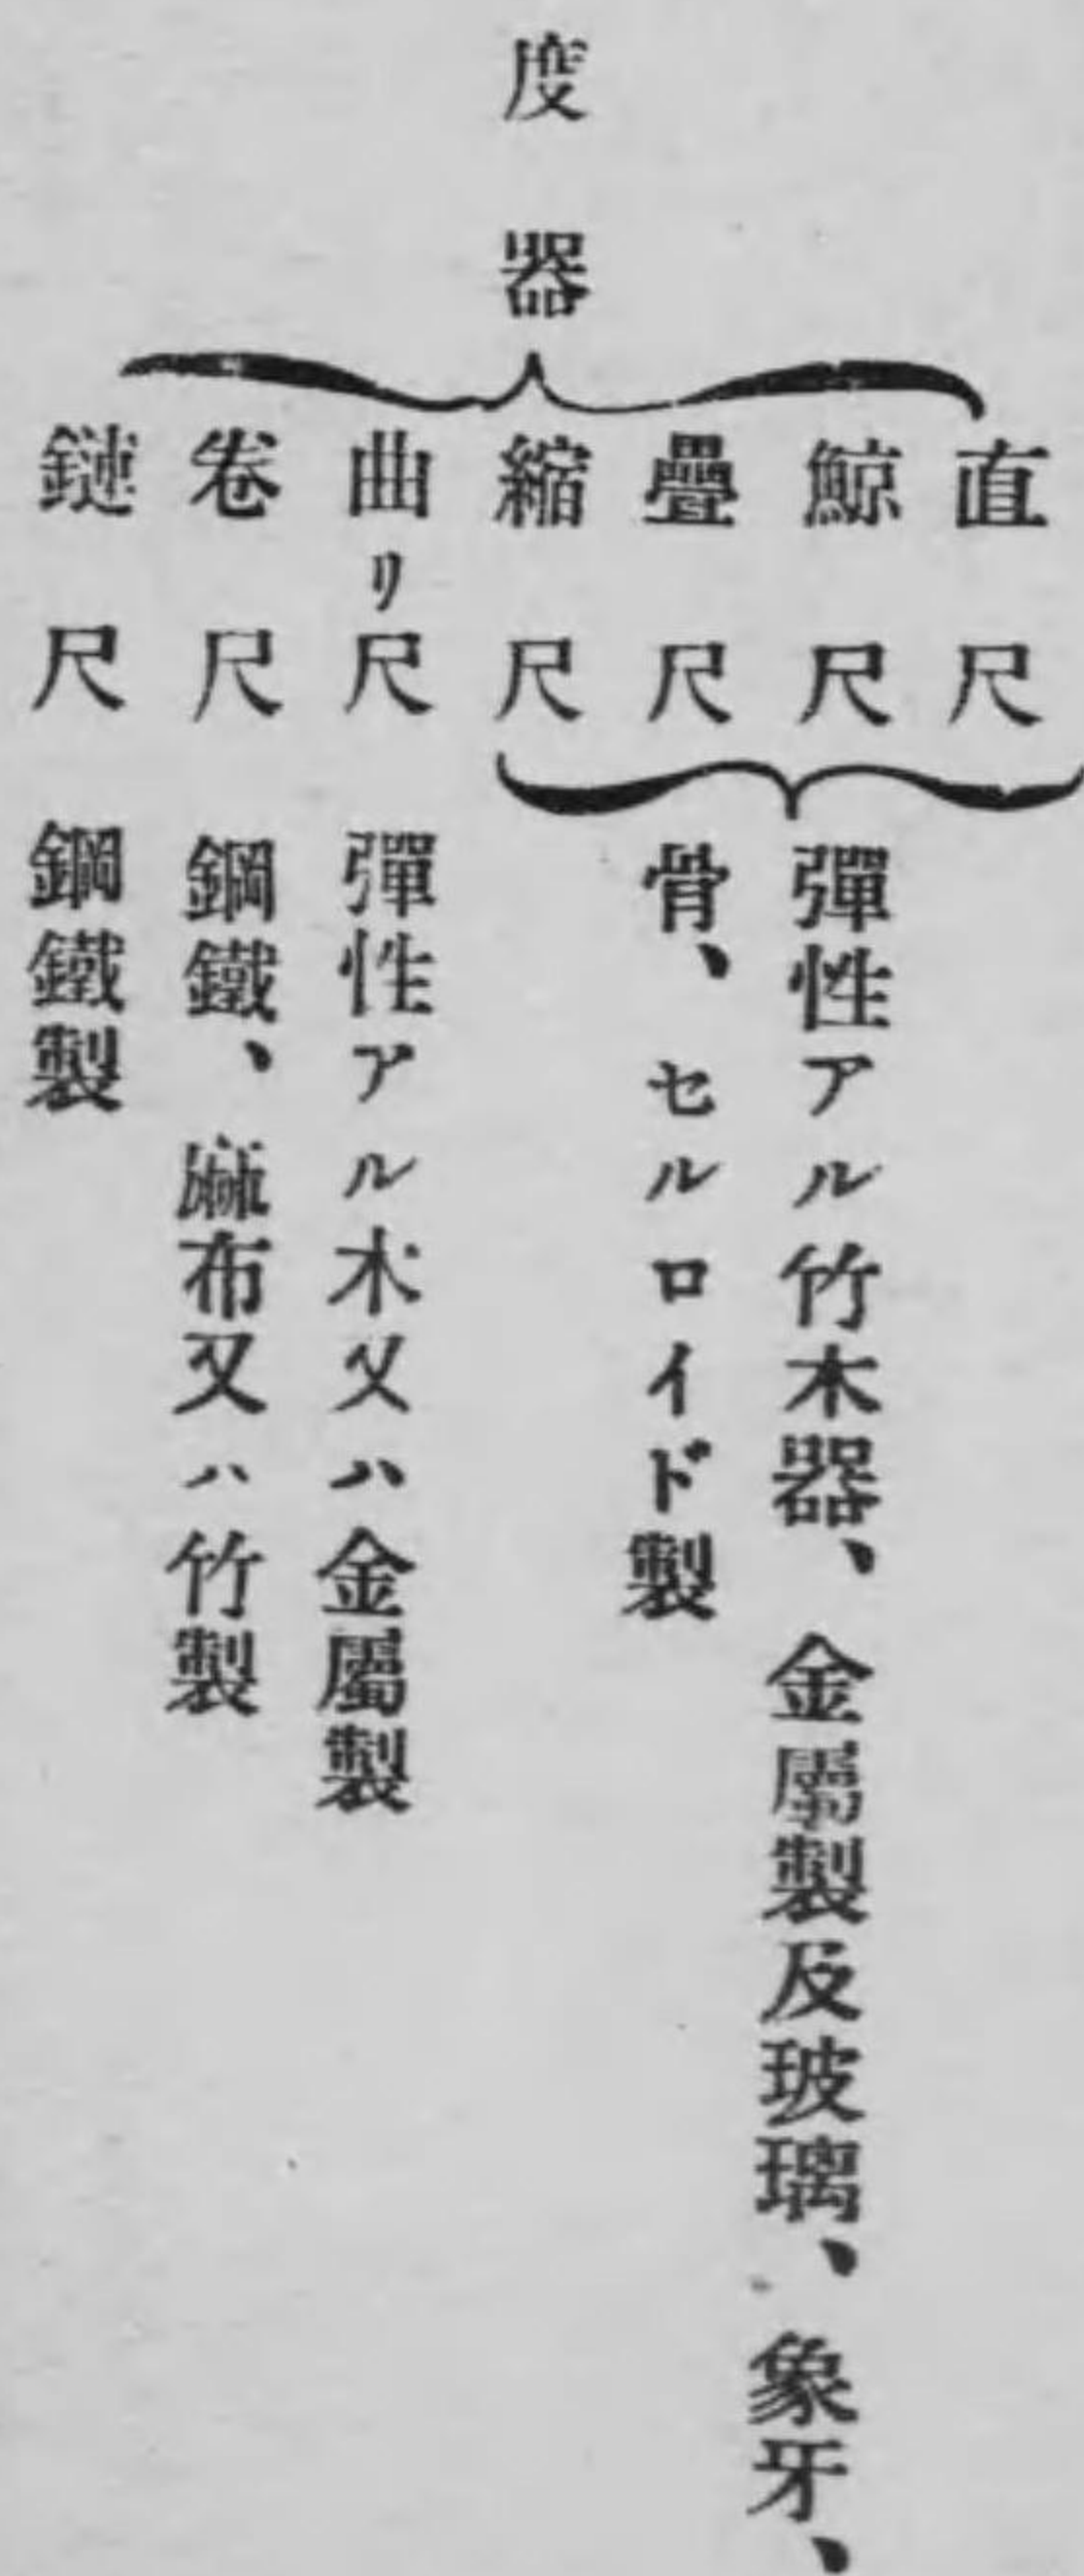 度器
直尺
鯨尺
疊尺
縮尺
彈性アル竹木器、金屬製及玻璃、象牙、
骨、セルロイド製
曲リ尺
彈性アル木又ハ金屬製
卷尺
鋼鐵、麻布又ハ竹製
鏈尺
鋼鐵製